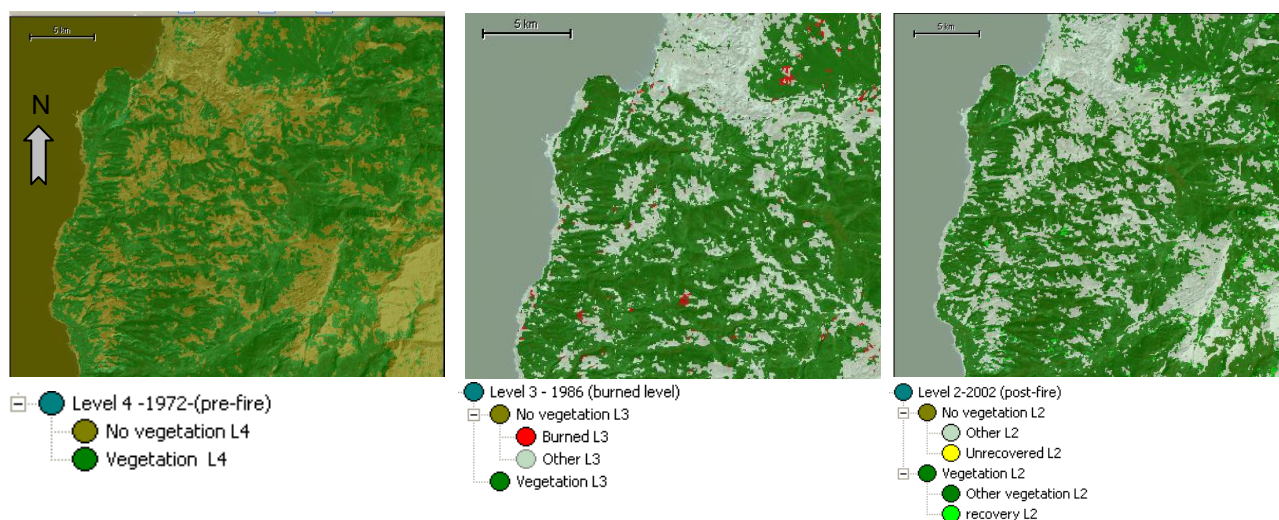 5 km
N
Level 4 -1972-(pre-fire)
No vegetation L4
Vegetation L4
5 km
Level 3 - 1986 (burned level)
No vegetation L3
Burned L3
Other L3
Vegetation L3
5 km
Level 2-2002 (post-fire)
No vegetation L2
Other L2
Unrecovered L2
Vegetation L2
Other vegetation L2
recovery L2